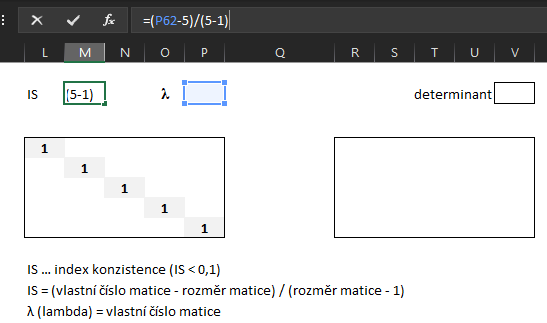 =(P62-5)/(5-1)
L M N O P Q R S T U V
IS (5-1) λ determinant
1
1
1
1
1
IS ... index konzistence (IS < 0,1)
IS = (vlastní číslo matice - rozměr matice) / (rozměr matice - 1)
λ (lambda) = vlastní číslo matice